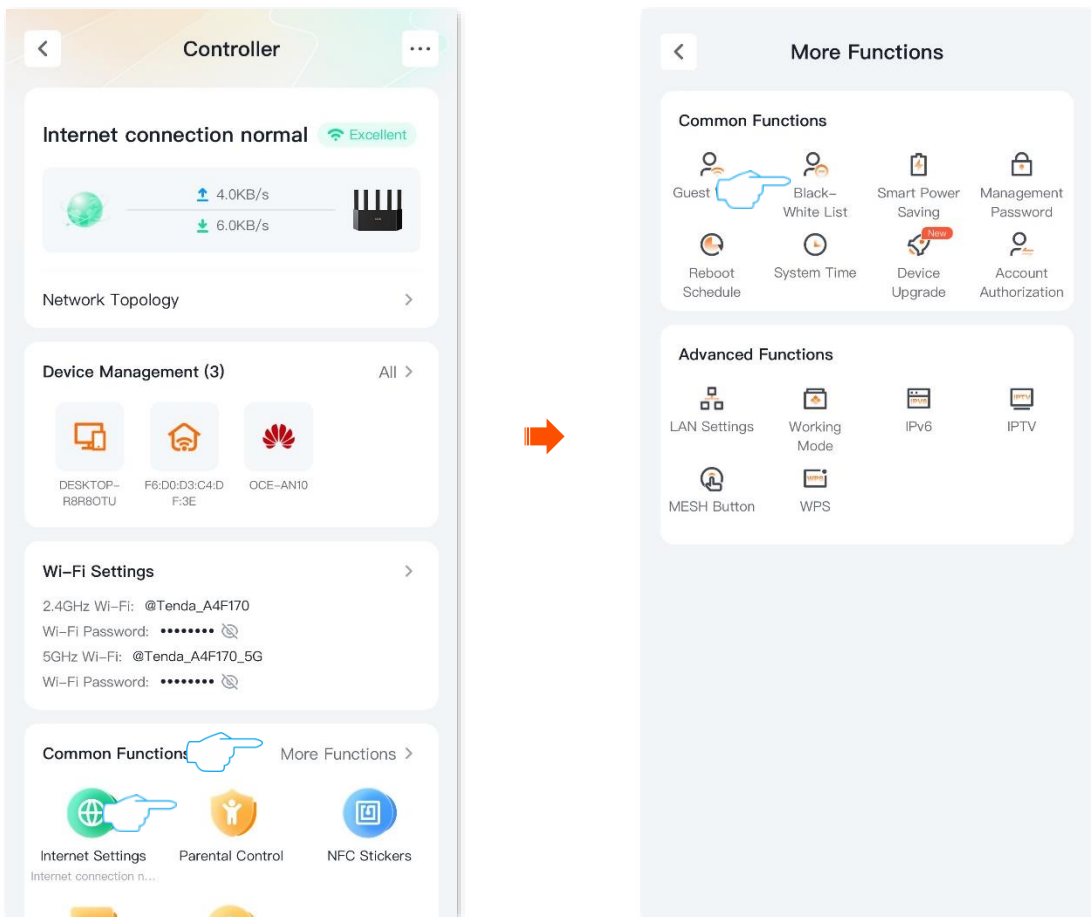 Controller
Internet connection normal
Excellent
4.0KB/s
6.0KB/s
Network Topology
Device Management (3)
All
DESKTOP-
R8R8OTU
F6:D0:D3:C4:D
F:3E
OCE-AN10
Wi-Fi Settings
2.4GHz Wi-Fi: @Tenda_A4F170
Wi-Fi Password: ••••••••
5GHz Wi-Fi: @Tenda_A4F170_5G
Wi-Fi Password: ••••••••
Common Functions
More Functions
Internet Settings
Internet connection n...
Parental Control
NFC Stickers
More Functions
Common Functions
Guest
Black-
White List
Smart Power
Saving
Management
Password
Reboot
Schedule
System Time
New
Device
Upgrade
Account
Authorization
Advanced Functions
LAN Settings
Working
Mode
IPV6
IPv6
IPTV
IPTV
MESH Button
WPS
WPS